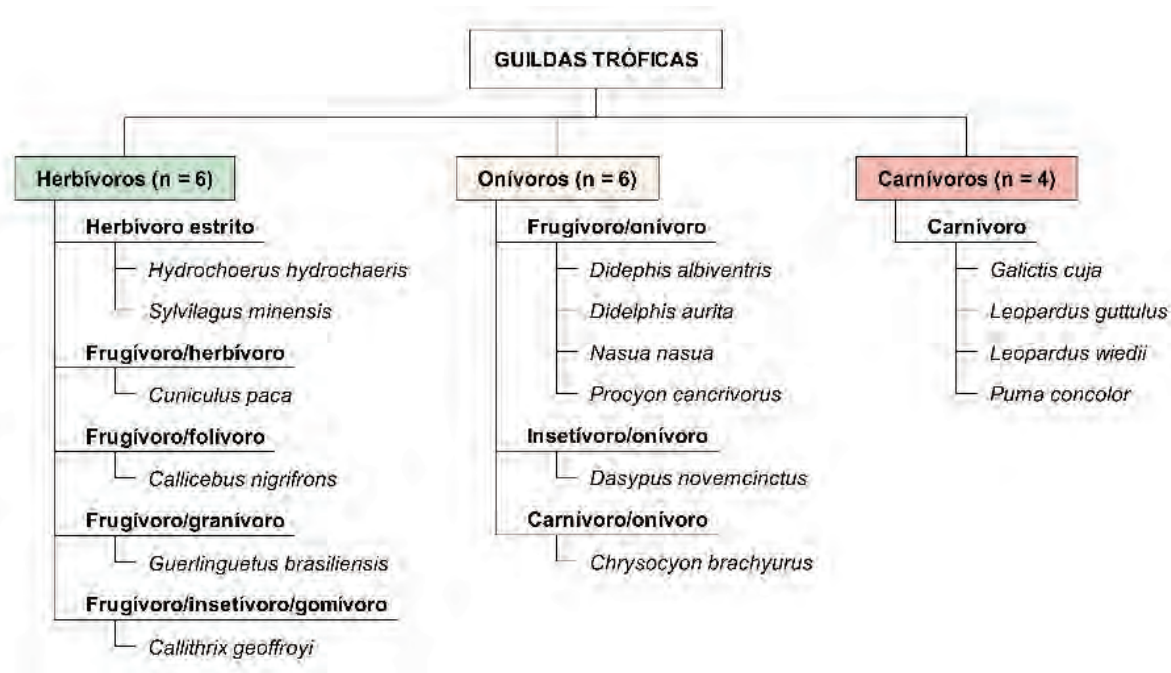 GUILDAS TRÓFICAS
Herbívoros (n = 6)
Herbívoro estrito
Hydrochoerus hydrochaeris
Sylvilagus minensis
Frugívoro/herbívoro
Cuniculus paca
Frugívoro/folívoro
Callicebus nigrifrons
Frugívoro/granívoro
Guerlinguetus brasiliensis
Frugívoro/insetívoro/gomívoro
Callithrix geoffroyi
Onívoros (n = 6)
Frugívoro/onívoro
Didephis albiventris
Didelphis aurita
Nasua nasua
Procyon cancrivorus
Insetívoro/onívoro
Dasypus novemcinctus
Carnívoro/onívoro
Chrysocyon brachyurus
Carnívoros (n = 4)
Carnívoro
Galictis cuja
Leopardus guttulus
Leopardus wiedii
Puma concolor